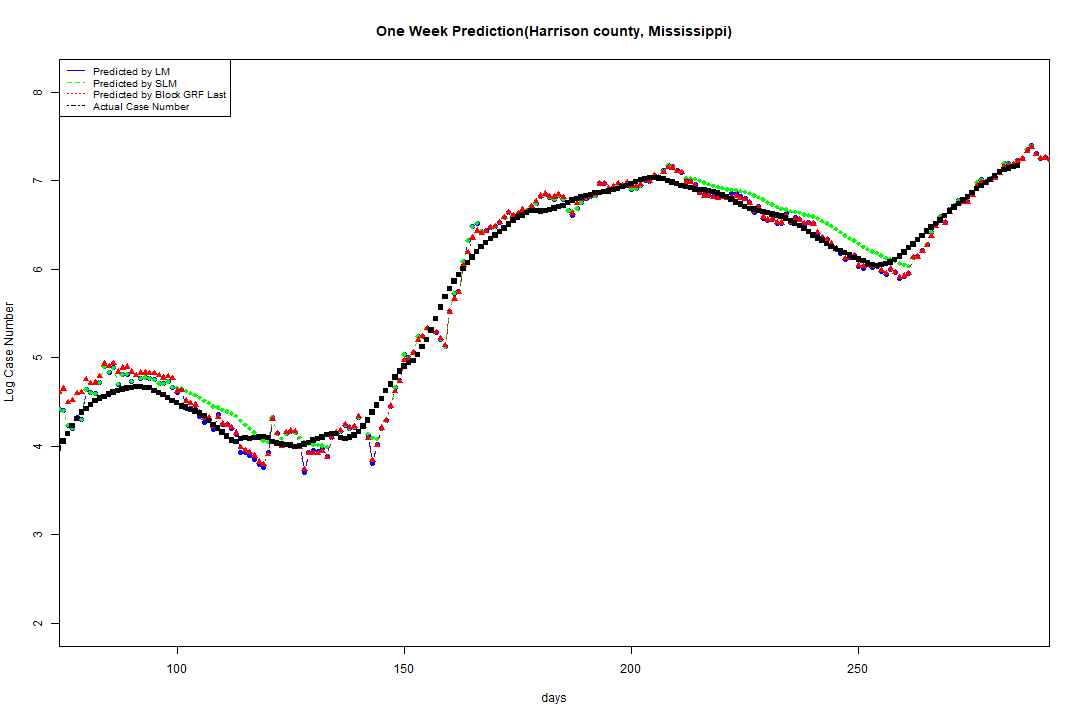 One Week Prediction(Harrison county, Mississippi)
Predicted by LM
Predicted by SLM
Predicted by Block GRF Last
Actual Case Number
8
7
6
5
4
3
2
Log Case Number
100
150
200
250
days